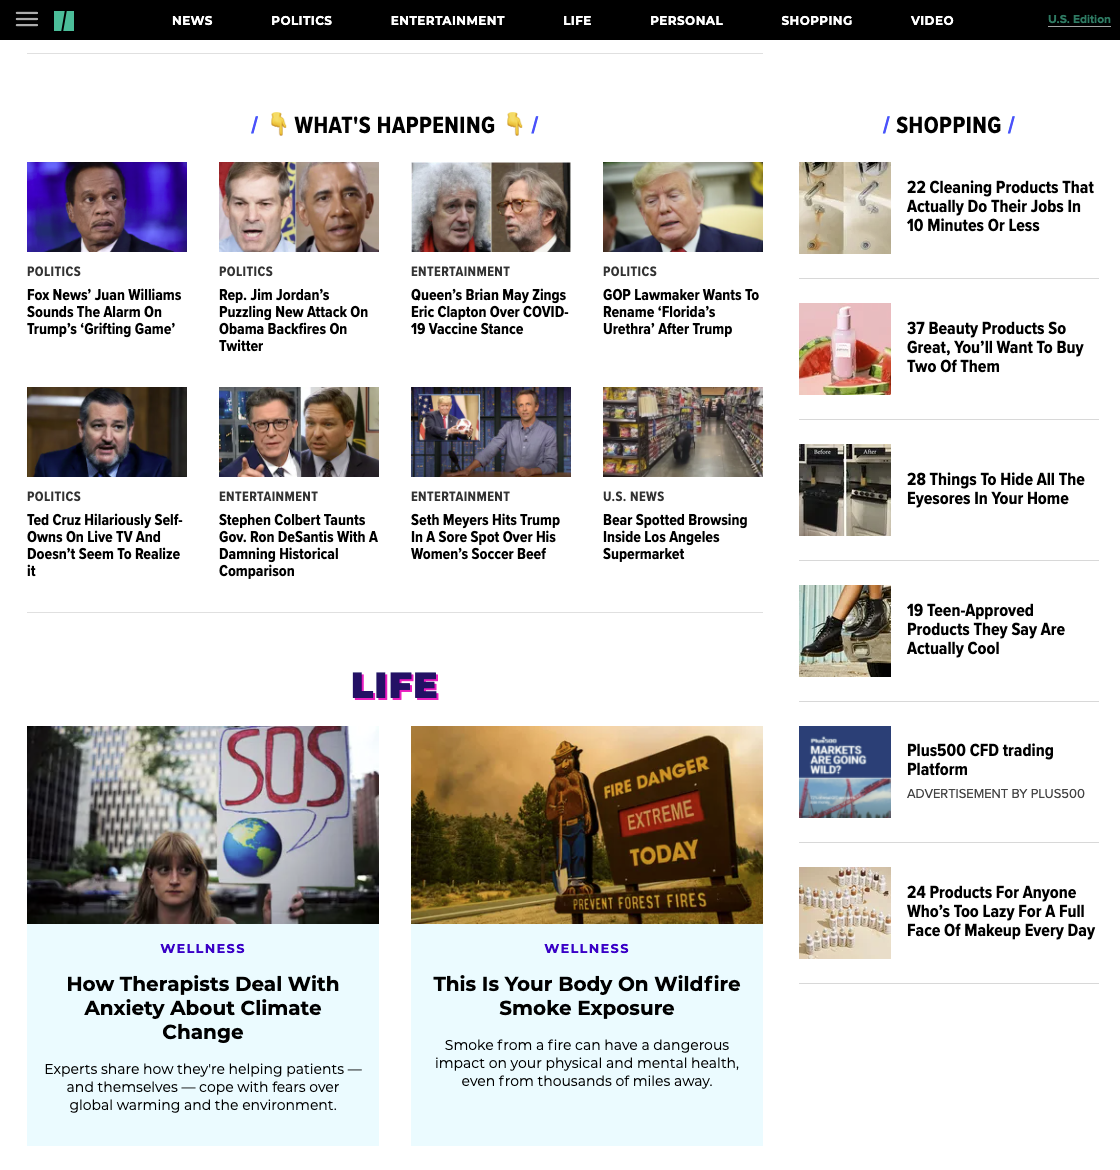 NEWS
POLITICS
ENTERTAINMENT
LIFE
PERSONAL
SHOPPING
VIDEO
U.S. Edition
/ 👇 WHAT'S HAPPENING 👇 /
POLITICS
Fox News’ Juan Williams
Sounds The Alarm On
Trump’s ‘Grifting Game’
POLITICS
Rep. Jim Jordan’s
Puzzling New Attack On
Obama Backfires On
Twitter
ENTERTAINMENT
Queen’s Brian May Zings
Eric Clapton Over COVID-
19 Vaccine Stance
POLITICS
GOP Lawmaker Wants To
Rename ‘Florida’s
Urethra’ After Trump
POLITICS
Ted Cruz Hilariously Self-
Owns On Live TV And
Doesn’t Seem To Realize
it
ENTERTAINMENT
Stephen Colbert Taunts
Gov. Ron DeSantis With A
Damning Historical
Comparison
ENTERTAINMENT
Seth Meyers Hits Trump
In A Sore Spot Over His
Women’s Soccer Beef
U.S. NEWS
Bear Spotted Browsing
Inside Los Angeles
Supermarket
LIFE
SOS
WELLNESS
How Therapists Deal With
Anxiety About Climate
Change
Experts share how they're helping patients —
and themselves — cope with fears over
global warming and the environment.
FIRE DANGER
EXTREME
TODAY
PREVENT FOREST FIRES
WELLNESS
This Is Your Body On Wildfire
Smoke Exposure
Smoke from a fire can have a dangerous
impact on your physical and mental health,
even from thousands of miles away.
/ SHOPPING /
22 Cleaning Products That
Actually Do Their Jobs In
10 Minutes Or Less
37 Beauty Products So
Great, You’ll Want To Buy
Two Of Them
Before
After
28 Things To Hide All The
Eyesores In Your Home
19 Teen-Approved
Products They Say Are
Actually Cool
Plus500
MARKETS
ARE GOING
WILD?
Plus500 CFD trading
Platform
ADVERTISEMENT BY PLUS500
24 Products For Anyone
Who’s Too Lazy For A Full
Face Of Makeup Every Day